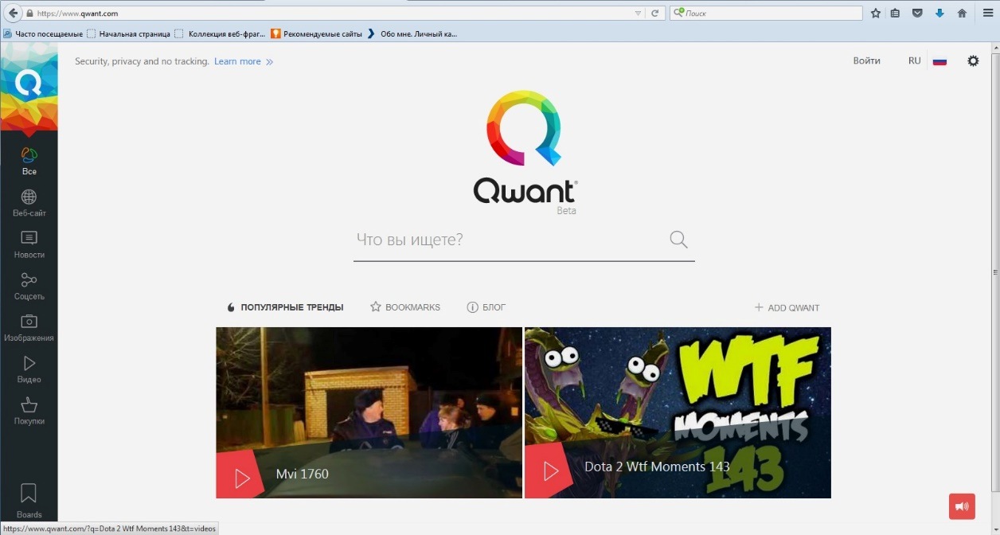 https://www.qwant.com
Поиск
Часто посещаемые
Начальная страница
Коллекция веб-фраг...
Рекомендуемые сайты
Обо мне. Личный ка...
Security, privacy and no tracking. Learn more »
Войти
RU
Qwant
Beta
Что вы ищете?
Все
Веб-сайт
Новости
Соцсеть
Изображения
Видео
Покупки
Boards
ПОПУЛЯРНЫЕ ТРЕНДЫ
BOOKMARKS
БЛОГ
+ ADD QWANT
Mvi 1760
WTF
MOMENTS
143
Dota 2 Wtf Moments 143
https://www.qwant.com/?q=Dota 2 Wtf Moments 143&t=videos